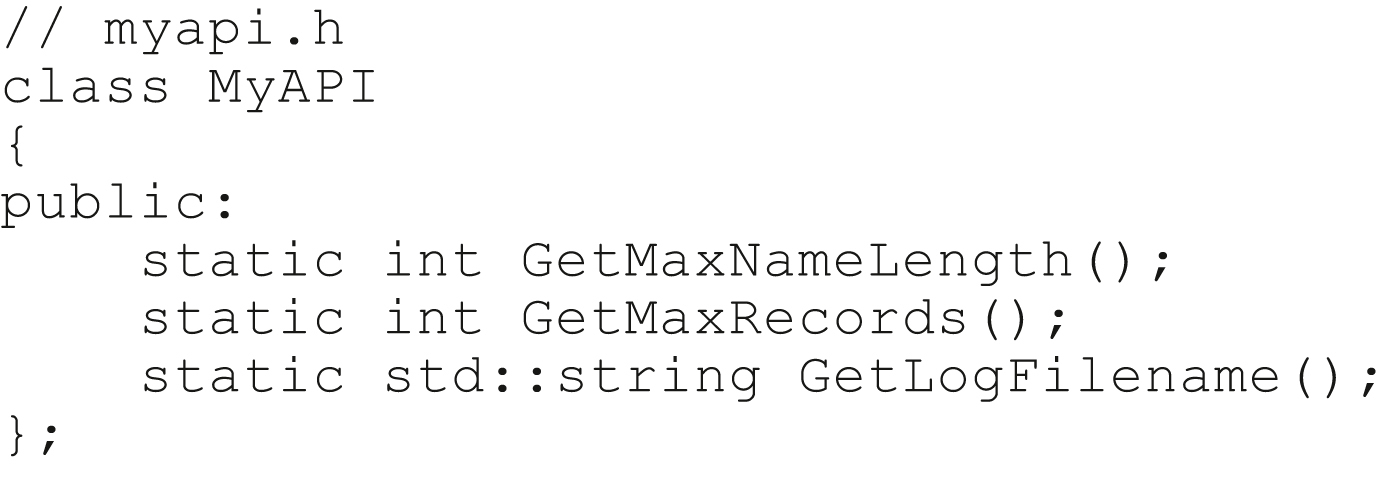 // myapi.h
class MyAPI
{
public:
    static int GetMaxNameLength();
    static int GetMaxRecords();
    static std::string GetLogFilename();
};